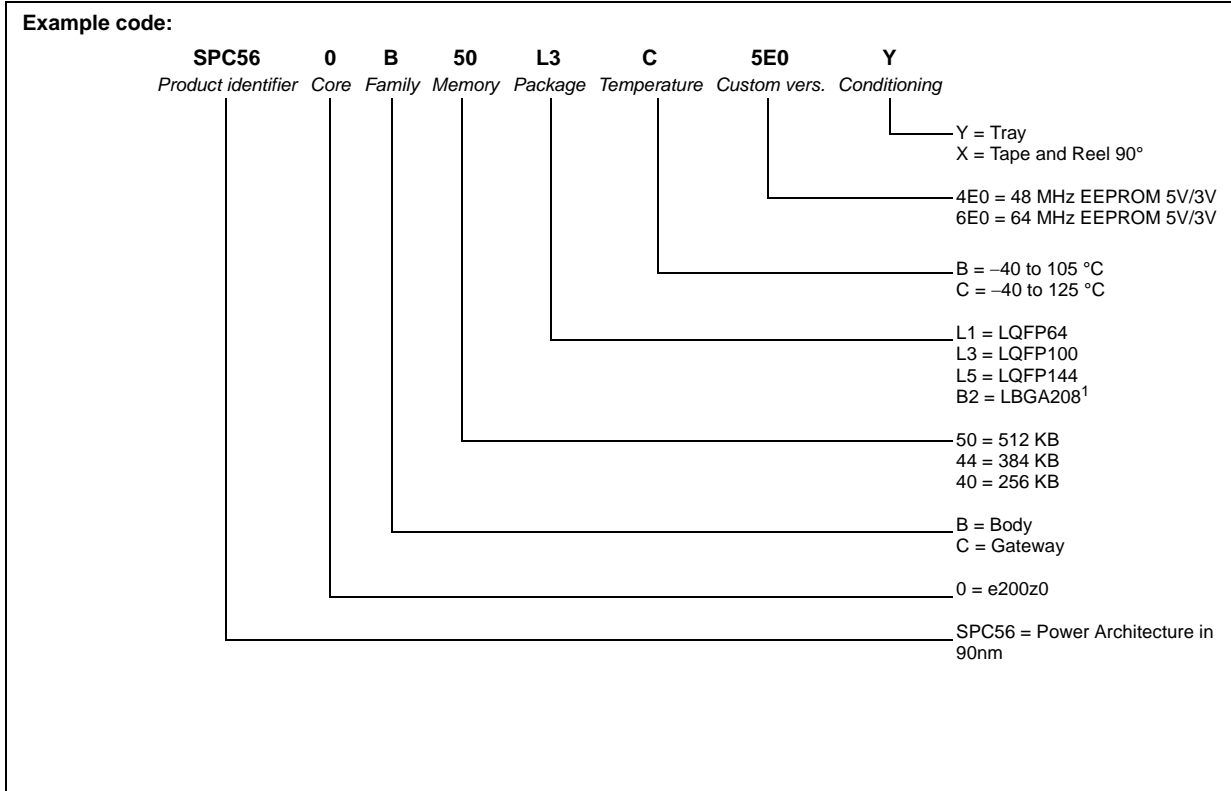 Example code:
SPC56 0 B 50 L3 C 5E0 Y
Product identifier Core Family Memory Package Temperature Custom vers. Conditioning
Y = Tray
X = Tape and Reel 90°
4E0 = 48 MHz EEPROM 5V/3V
6E0 = 64 MHz EEPROM 5V/3V
B = −40 to 105 °C
C = −40 to 125 °C
L1 = LQFP64
L3 = LQFP100
L5 = LQFP144
B2 = LBGA208¹
50 = 512 KB
44 = 384 KB
40 = 256 KB
B = Body
C = Gateway
0 = e200z0
SPC56 = Power Architecture in
90nm